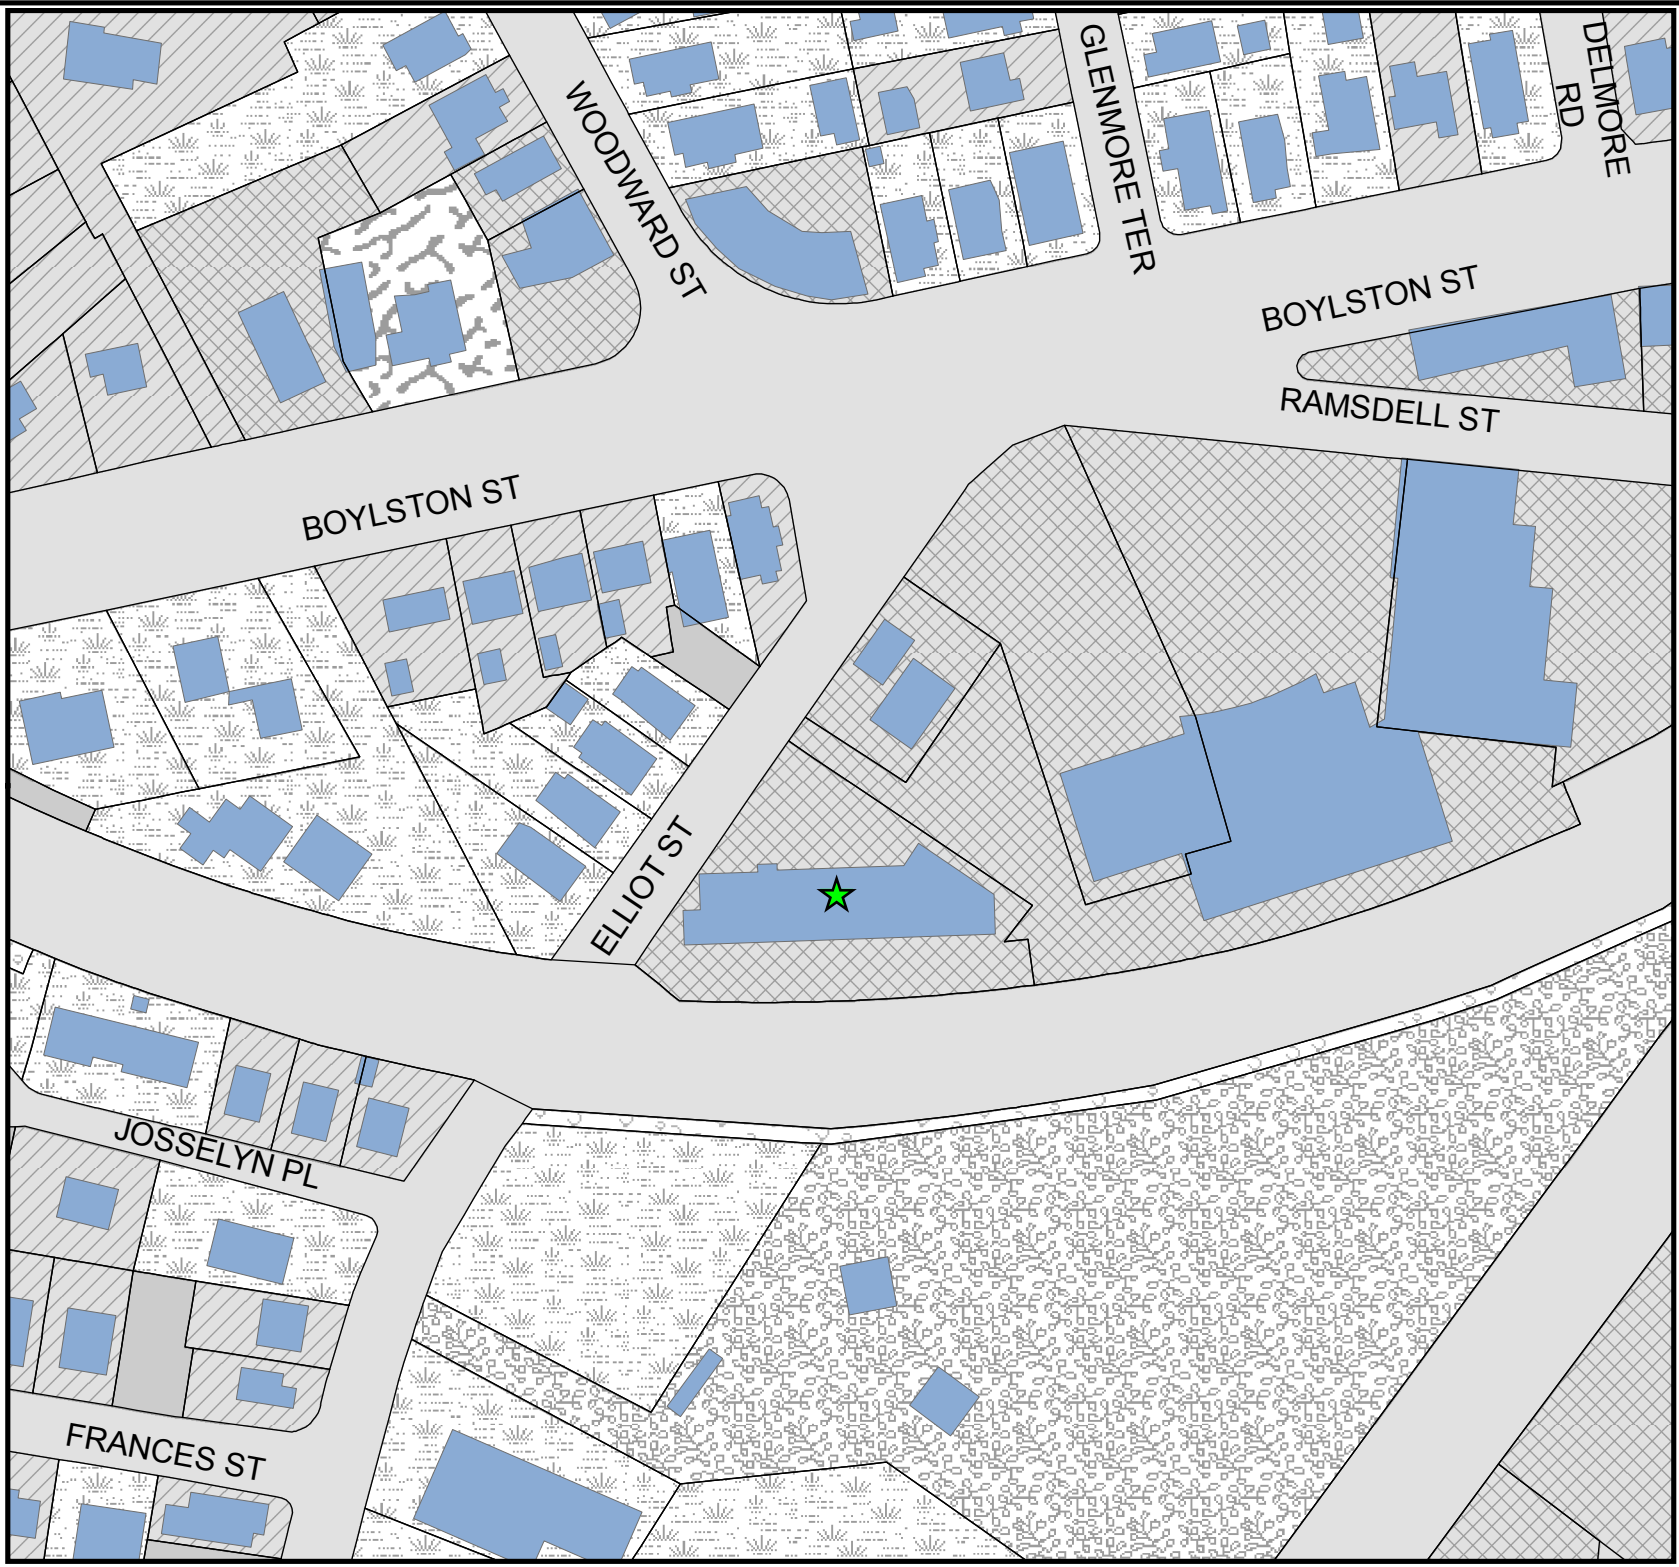 GLENMORE TER
DELMORE
RD
WOODWARD ST
BOYLSTON ST
RAMSDELL ST
BOYLSTON ST
ELLIOT ST
JOSSELYN PL
FRANCES ST